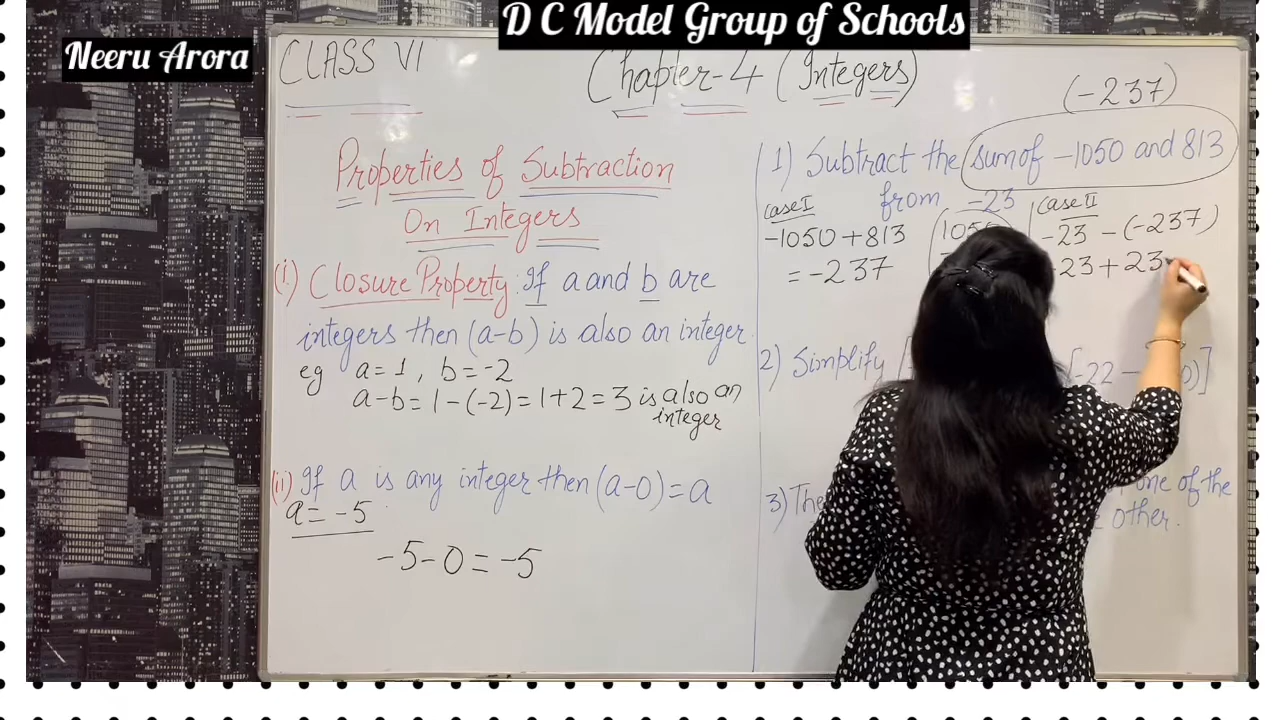 D C Model Group of Schools
Neeru Arora
CLASS VI
Chapter-4 (Integers)
(-237)
Properties of Subtraction
On Integers
(i) Closure Property: If a and b are
integers then (a-b) is also an integer.
eg a=1, b=-2
a-b=1-(-2)=1+2=3 is also an
integer
(ii) If a is any integer then (a-0)=a
a=-5
-5-0=-5
1) Subtract the sum of -1050 and 813
from -23
Case I
-1050+813
=-237
Case II
-23-(-237)
-23+23
2) Simplify
[-22-
3) The
one of the
other.